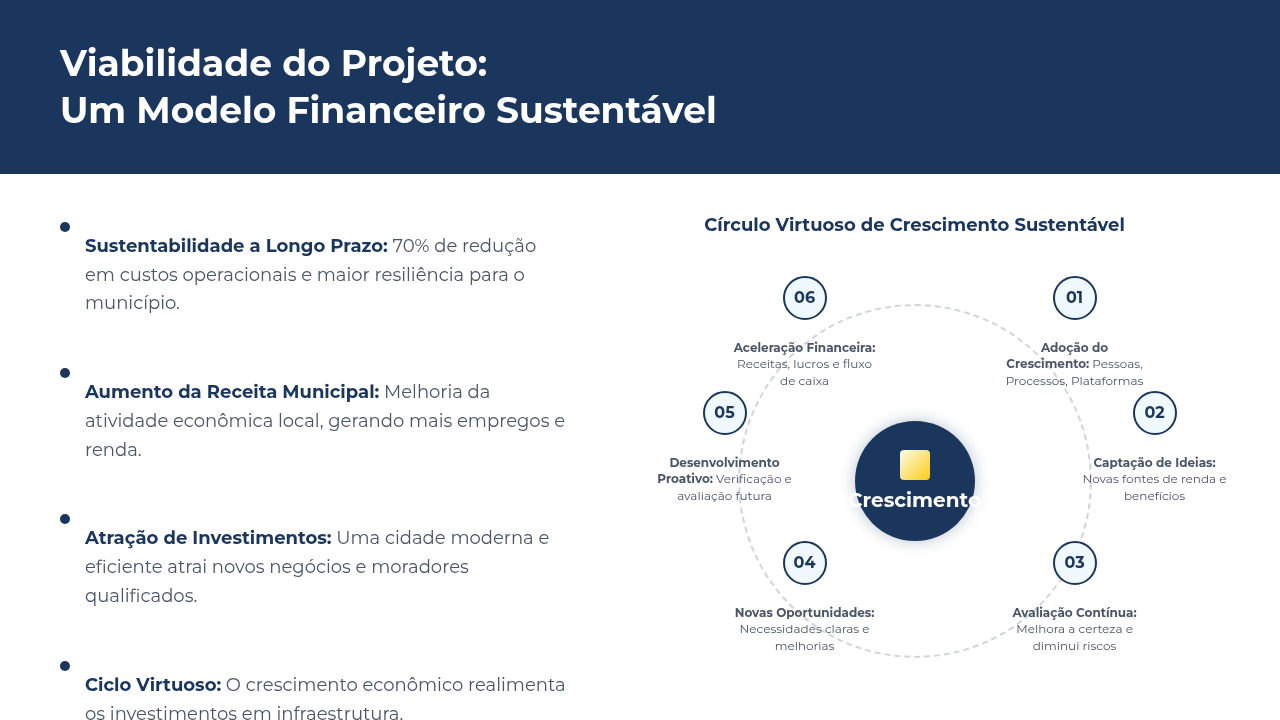 Viabilidade do Projeto:
Um Modelo Financeiro Sustentável
Sustentabilidade a Longo Prazo: 70% de redução
em custos operacionais e maior resiliência para o
município.
Aumento da Receita Municipal: Melhoria da
atividade econômica local, gerando mais empregos e
renda.
Atração de Investimentos: Uma cidade moderna e
eficiente atrai novos negócios e moradores
qualificados.
Ciclo Virtuoso: O crescimento econômico realimenta
os investimentos em infraestrutura.
Círculo Virtuoso de Crescimento Sustentável
01
Adoção do
Crescimento: Pessoas,
Processos, Plataformas
02
Captação de Ideias:
Novas fontes de renda e
benefícios
03
Avaliação Contínua:
Melhora a certeza e
diminui riscos
04
Novas Oportunidades:
Necessidades claras e
melhorias
05
Desenvolvimento
Proativo: Verificação e
avaliação futura
06
Aceleração Financeira:
Receitas, lucros e fluxo
de caixa
Crescimento